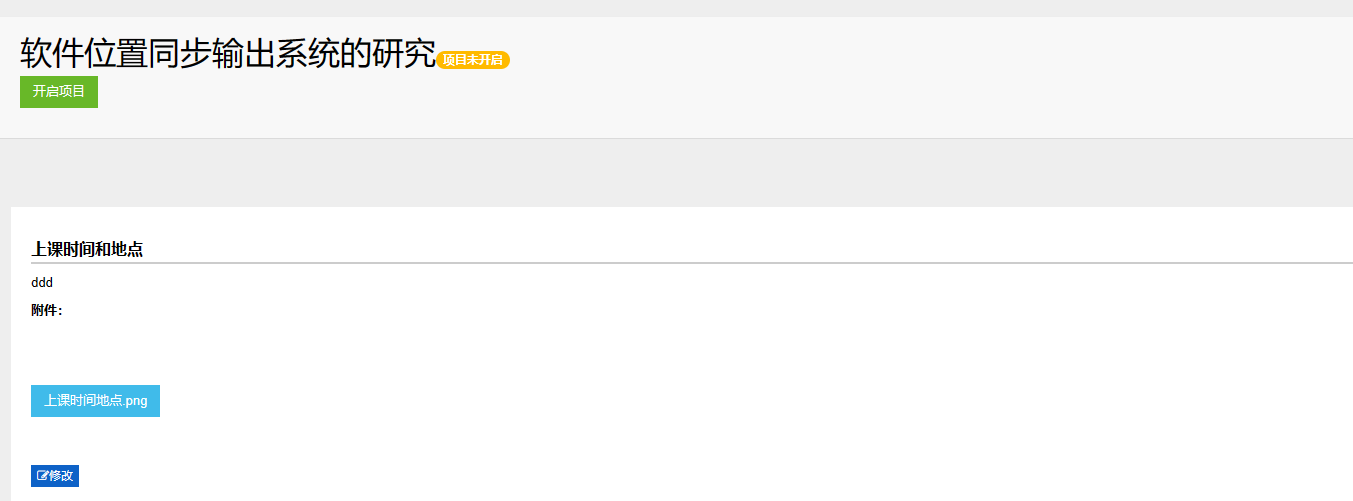 软件位置同步输出系统的研究 项目未开启
开启项目
上课时间和地点
ddd
附件:
上课时间地点.png
修改